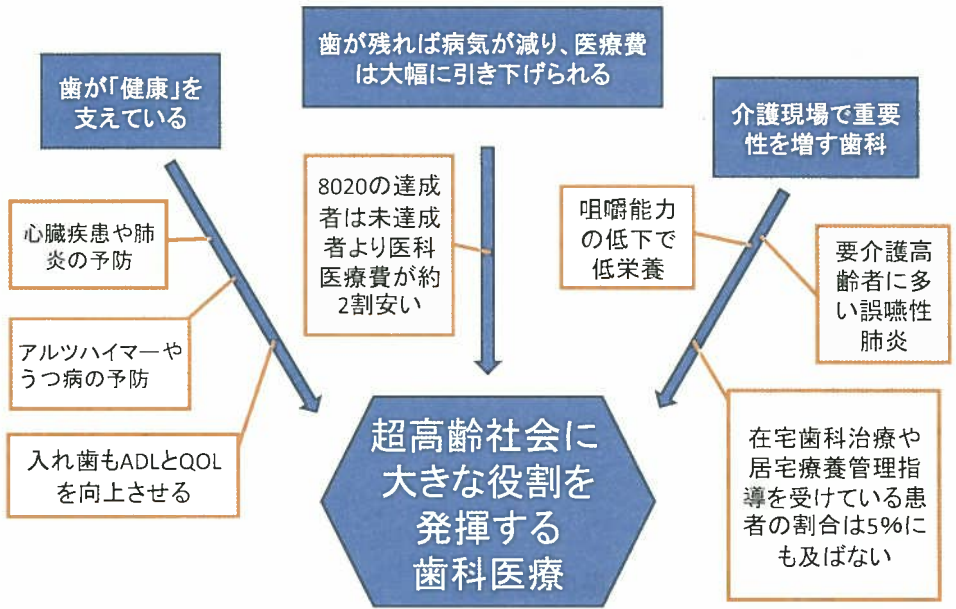 歯が「健康」を
支えている
歯が残れば病気が減り、医療費
は大幅に引き下げられる
介護現場で重要
性を増す歯科
心臓疾患や肺
炎の予防
アルツハイマーや
うつ病の予防
入れ歯もADLとQOL
を向上させる
8020の達成
者は未達成
者より医科
医療費が約
2割安い
咀嚼能力
の低下で
低栄養
要介護高
齢者に多
い誤嚥性
肺炎
在宅歯科治療や
居宅療養管理指
導を受けている患
者の割合は5%に
も及ばない
超高齢社会に
大きな役割を
発揮する
歯科医療